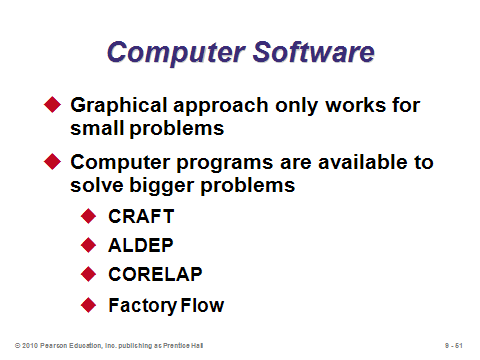 Computer Software
Graphical approach only works for
small problems
Computer programs are available to
solve bigger problems
CRAFT
ALDEP
CORELAP
Factory Flow
© 2010 Pearson Education, Inc. publishing as Prentice Hall
9 - 51